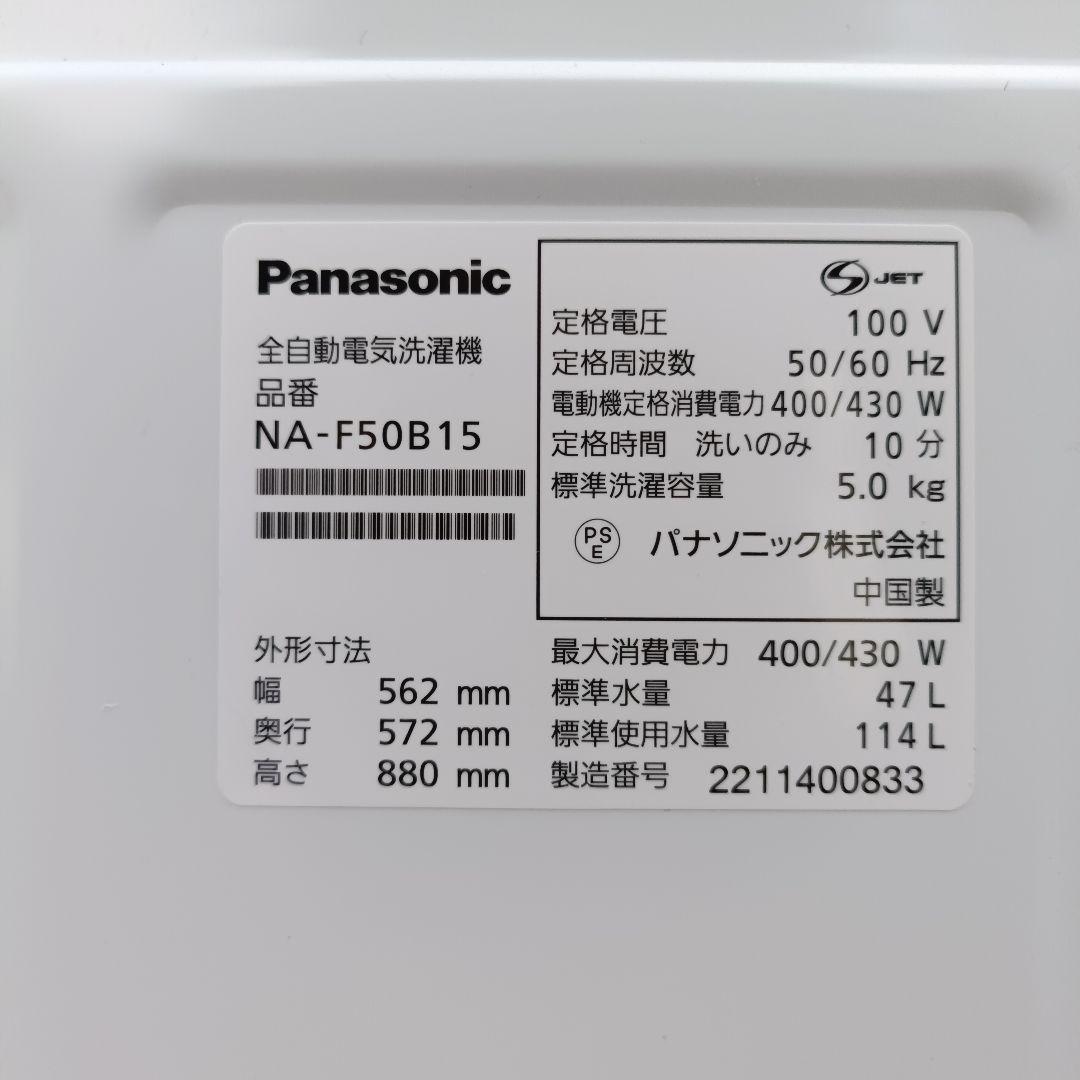 Panasonic
全自動電気洗濯機
品番
NA-F50B15
S JET
定格電圧 100 V
定格周波数 50/60 Hz
電動機定格消費電力 400/430 W
定格時間 洗いのみ 10 分
標準洗濯容量 5.0 kg
PS E パナソニック株式会社
中国製
外形寸法
幅 562 mm
奥行 572 mm
高さ 880 mm
最大消費電力 400/430 W
標準水量 47 L
標準使用水量 114 L
製造番号 2211400833